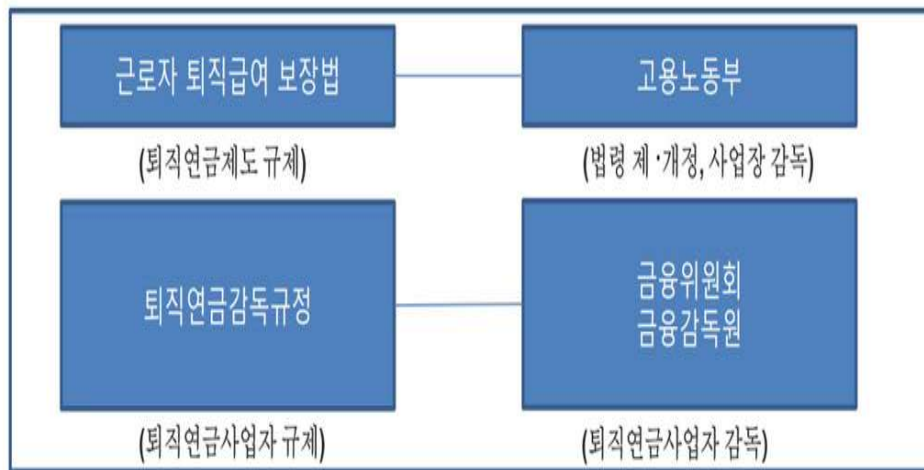 근로자 퇴직급여 보장법
고용노동부
(퇴직연금제도 규제)
(법령 제·개정, 사업장 감독)
퇴직연금감독규정
금융위원회
금융감독원
(퇴직연금사업자 규제)
(퇴직연금사업자 감독)